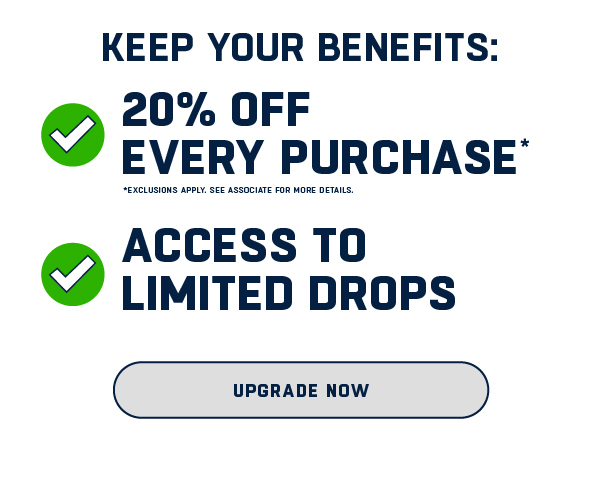 KEEP YOUR BENEFITS:
20% OFF
EVERY PURCHASE*
*EXCLUSIONS APPLY. SEE ASSOCIATE FOR MORE DETAILS.
ACCESS TO
LIMITED DROPS
UPGRADE NOW